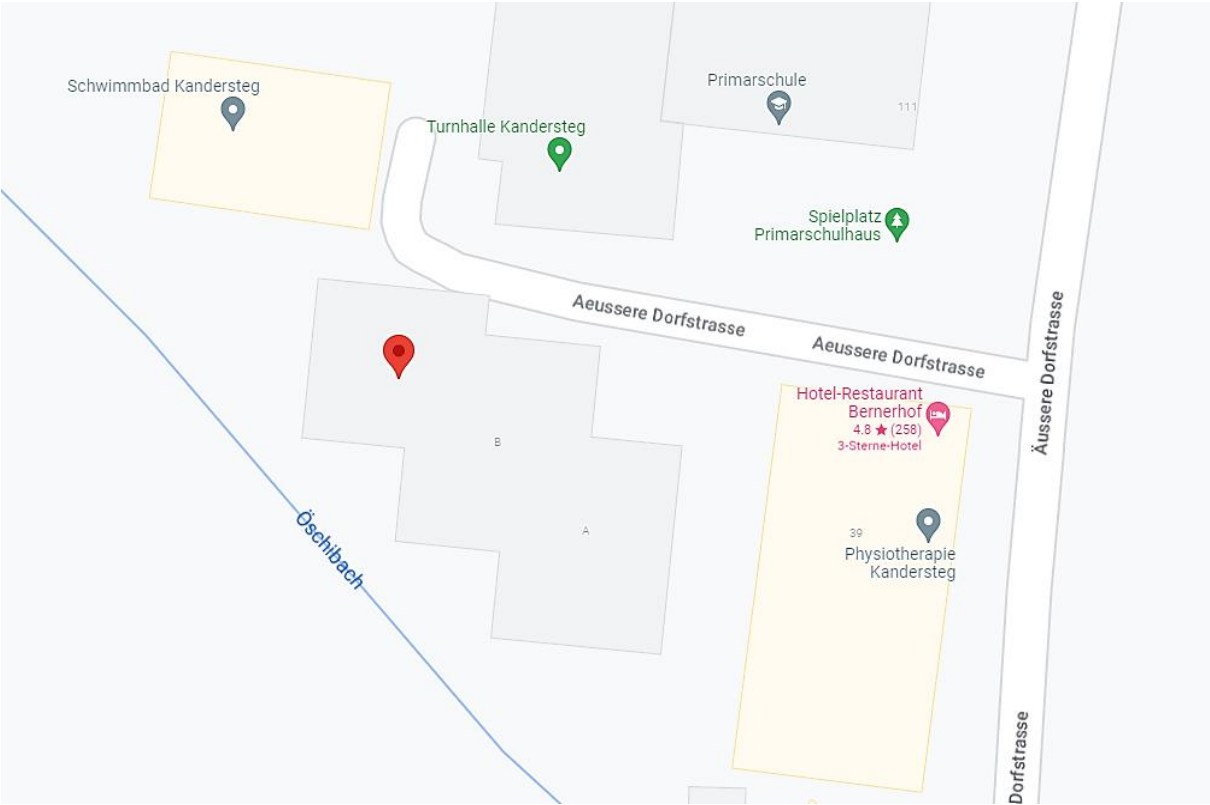 Schwimmbad Kandersteg
Primarschule
111
Turnhalle Kandersteg
Spielplatz
Primarschulhaus
Aeussere Dorfstrasse
Aeussere Dorfstrasse
Äussere Dorfstrasse
Hotel-Restaurant
Bernerhof
4.8 ★ (258)
3-Sterne-Hotel
B
A
39
Physiotherapie
Kandersteg
Öschibach
Dorfstrasse